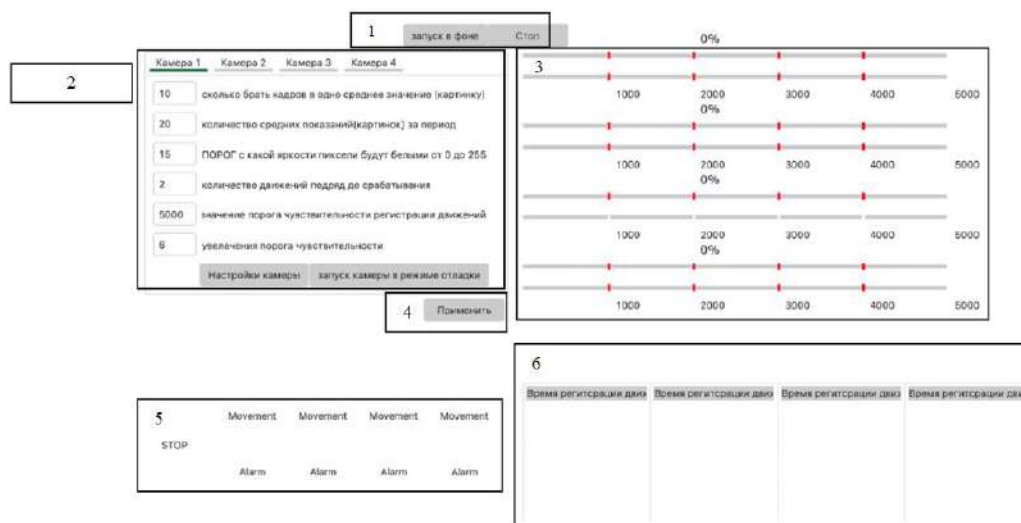 1
запуск в фоне Стоп
2
Камера 1 Камера 2 Камера 3 Камера 4
10 сколько брать кадров в одно среднее значение (картинку)
20 количество средних показаний(картинок) за период
15 ПОРОГ с какой яркости пиксели будут белыми от 0 до 255
2 количество движений подряд до срабатывания
5000 значение порога чувствительности регистрации движений
6 увеличения порога чувствительности
Настройки камеры запуск камеры в режиме отладки
4 Применить
0%
3
1000 2000 3000 4000 5000
0%
1000 2000 3000 4000 5000
0%
1000 2000 3000 4000 5000
0%
1000 2000 3000 4000 5000
5
Movement Movement Movement Movement
STOP
Alarm Alarm Alarm Alarm
6
Время региторации движ Время региторации движ Время региторации движ Время региторации дви